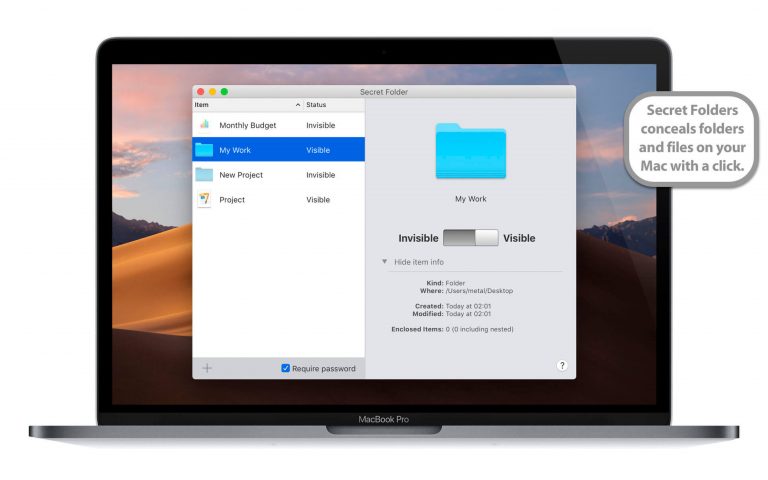 Secret Folder
Item Status
Monthly Budget Invisible
My Work Visible
New Project Invisible
Project Visible
Require password
My Work
Invisible Visible
Hide item info
Kind: Folder
Where: /Users/metal/Desktop
Created: Today at 02:01
Modified: Today at 02:01
Enclosed Items: 0 (0 including nested)
?
Secret Folders
conceals folders
and files on your
Mac with a click.
MacBook Pro